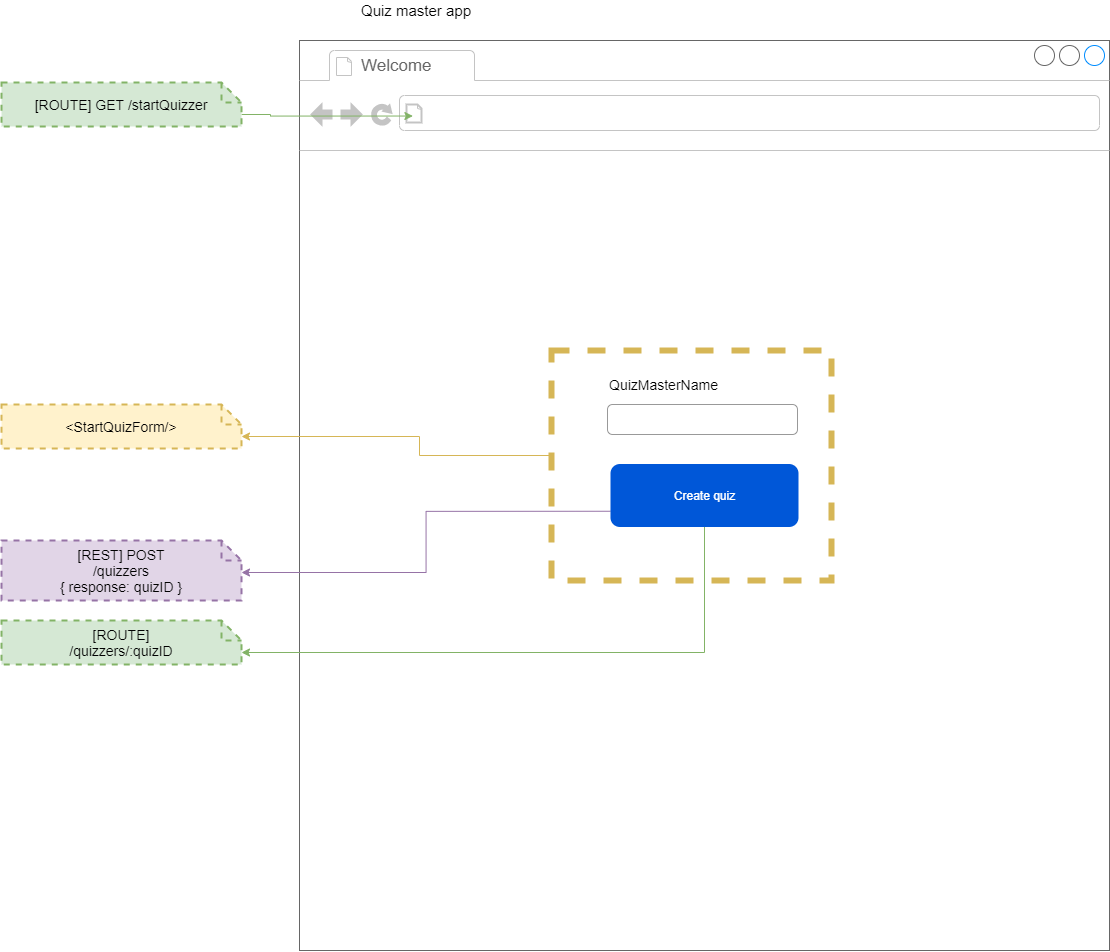 Quiz master app
Welcome
[ROUTE] GET /startQuizzer
QuizMasterName
<StartQuizForm/>
Create quiz
[REST] POST
/quizzers
{ response: quizID }
[ROUTE]
/quizzers/:quizID